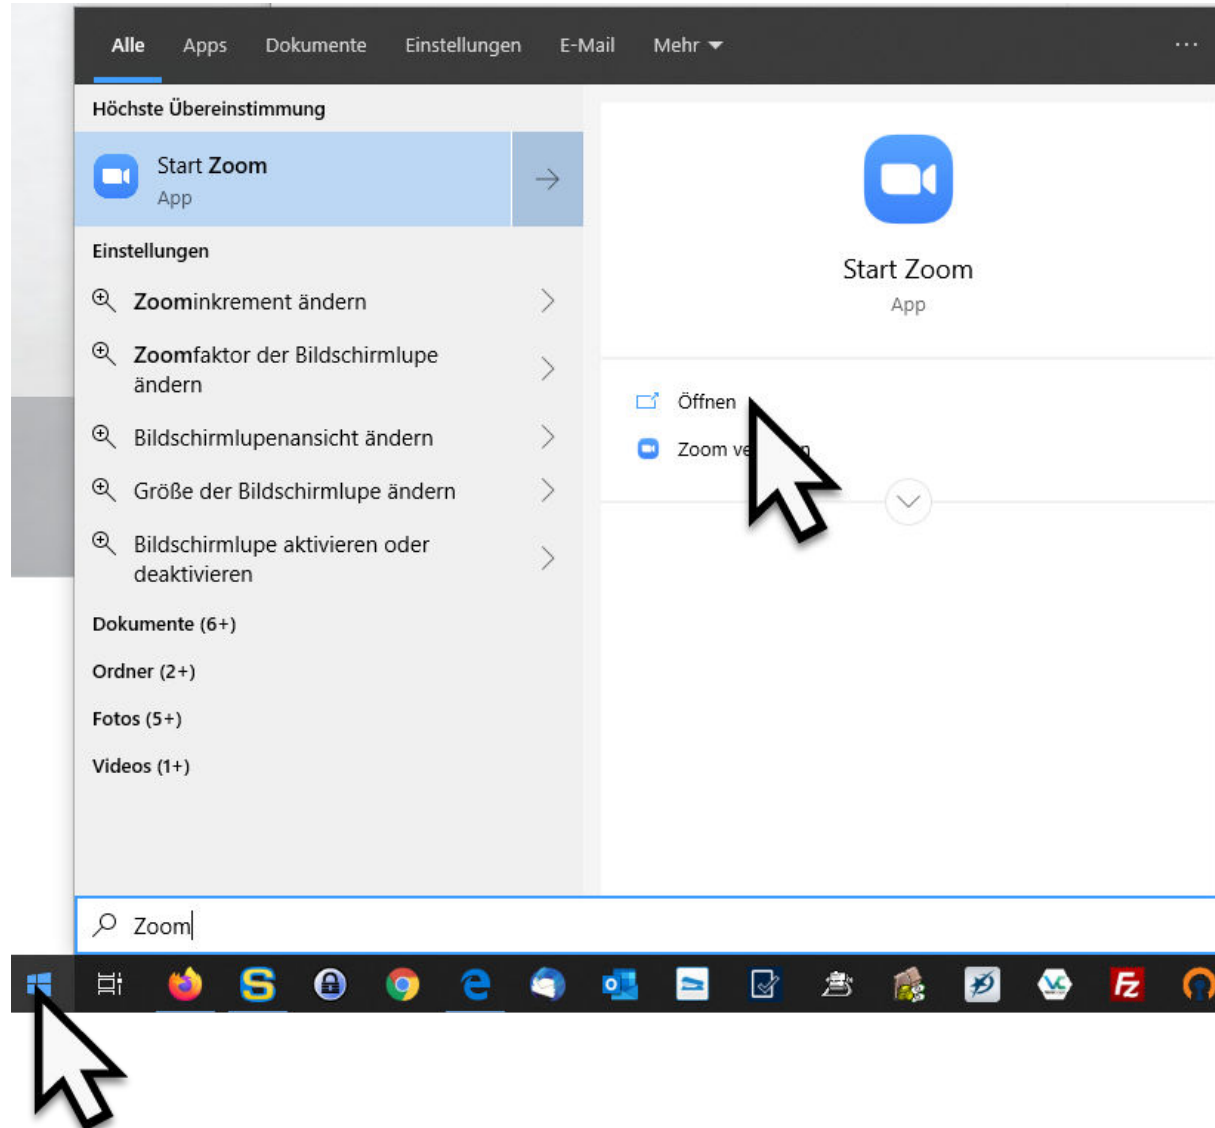 Alle Apps Dokumente Einstellungen E-Mail Mehr
Höchste Übereinstimmung
Start Zoom
App
Einstellungen
Zoominkrement ändern
Zoomfaktor der Bildschirmlupe
ändern
Bildschirmlupenansicht ändern
Größe der Bildschirmlupe ändern
Bildschirmlupe aktivieren oder
deaktivieren
Dokumente (6+)
Ordner (2+)
Fotos (5+)
Videos (1+)
Start Zoom
App
Öffnen
Zoom
Zoom